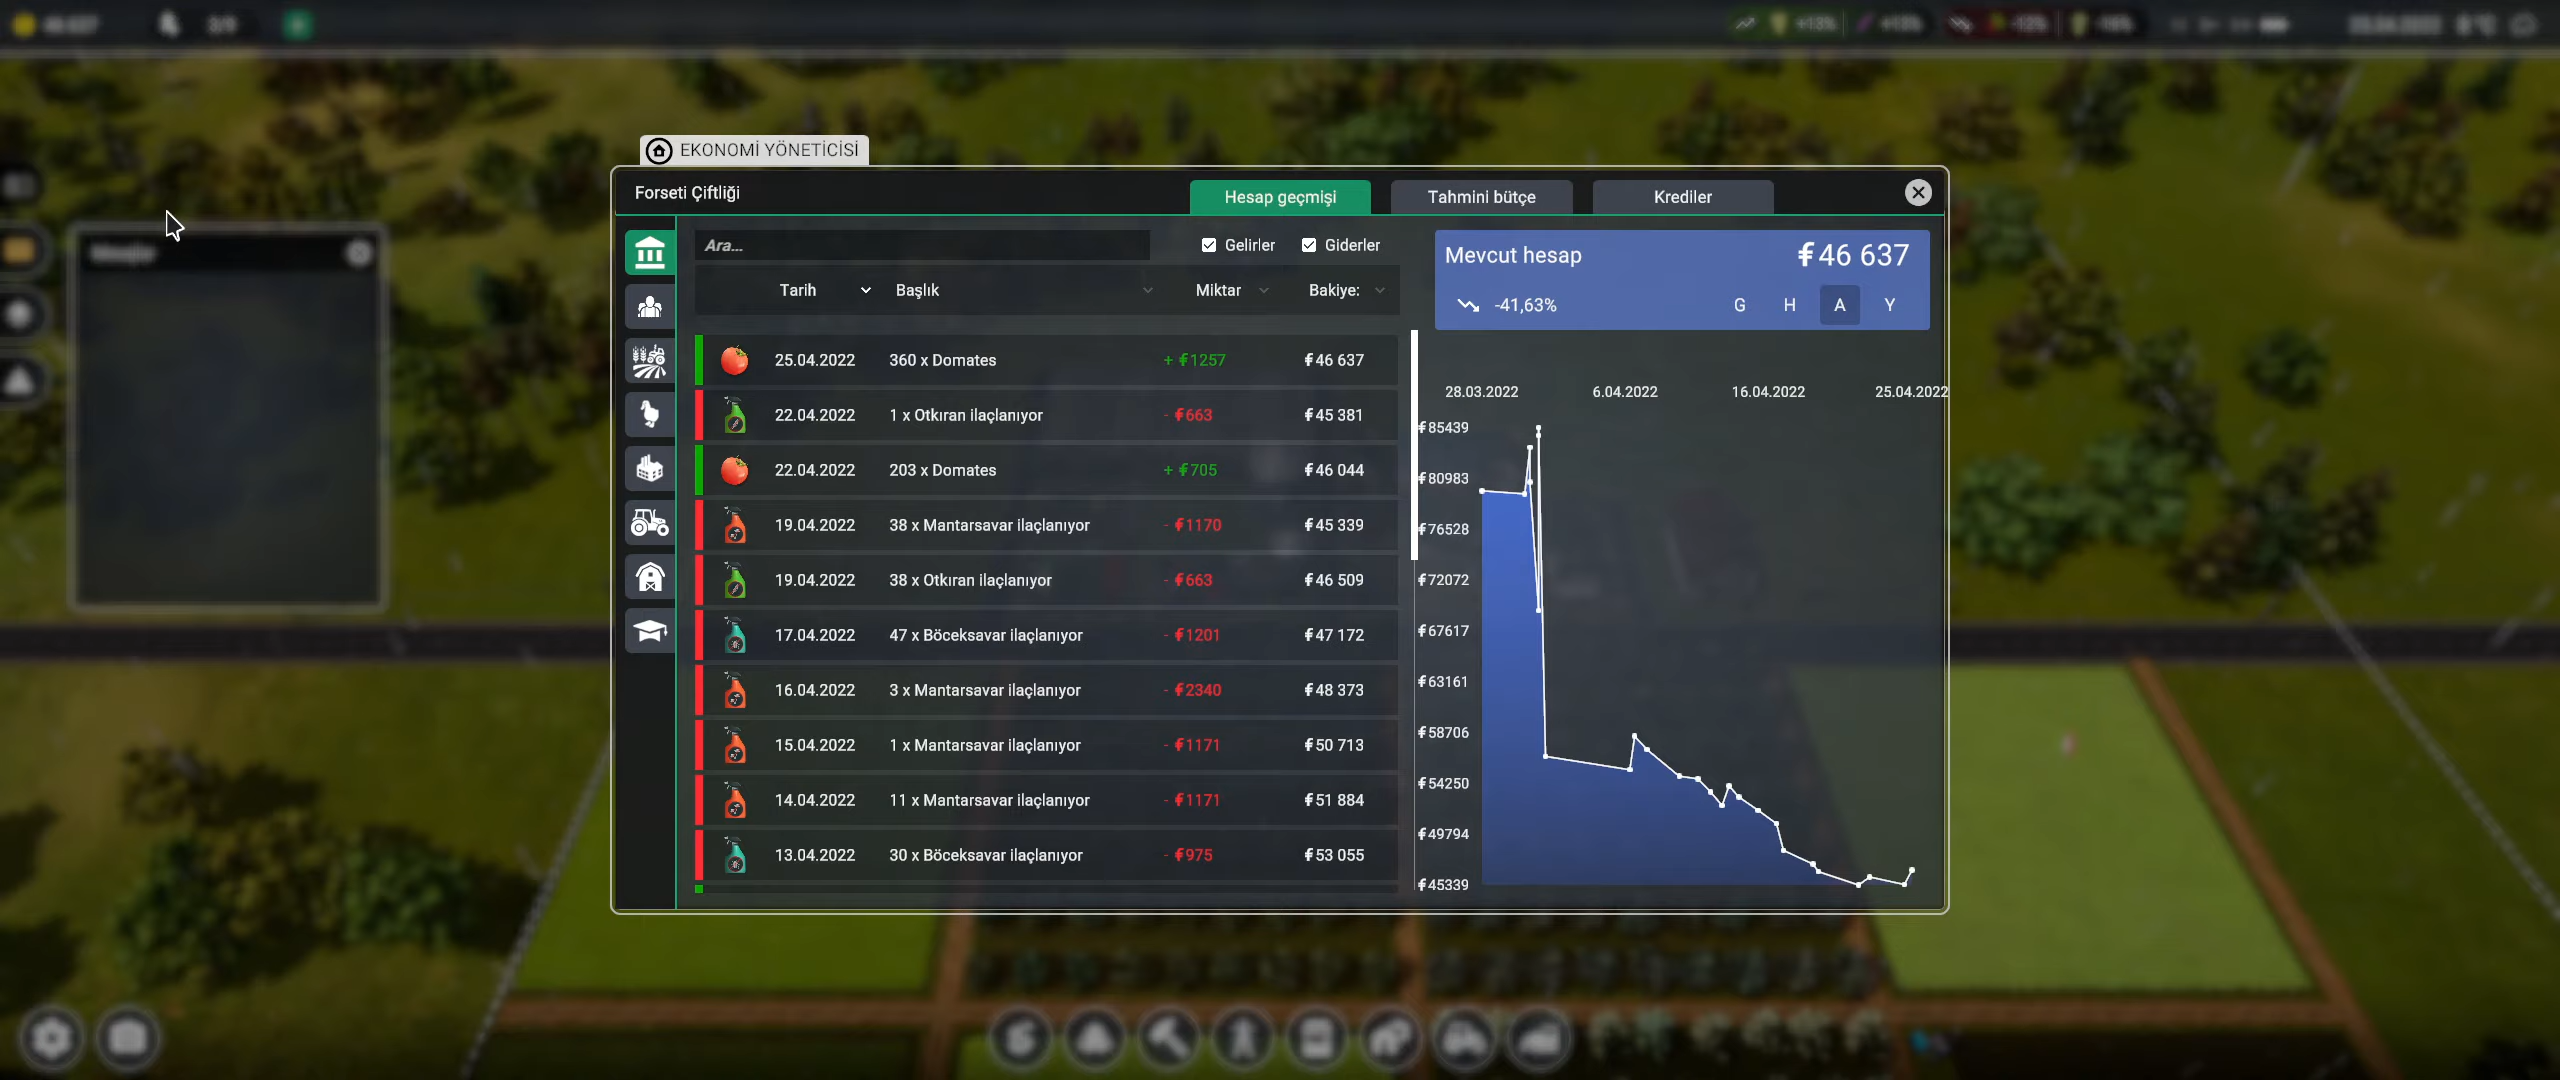 EKONOMİ YÖNETİCİSİ
Forseti Çiftliği
Hesap geçmişi
Tahmini bütçe
Krediler
Ara...
Gelirler
Giderler
Tarih Başlık Miktar Bakiye:
25.04.2022 360 x Domates + ₣1257 ₣46 637
22.04.2022 1 x Otkıran ilaçlanıyor - ₣663 ₣45 381
22.04.2022 203 x Domates + ₣705 ₣46 044
19.04.2022 38 x Mantarsavar ilaçlanıyor - ₣1170 ₣45 339
19.04.2022 38 x Otkıran ilaçlanıyor - ₣663 ₣46 509
17.04.2022 47 x Böceksavar ilaçlanıyor - ₣1201 ₣47 172
16.04.2022 3 x Mantarsavar ilaçlanıyor - ₣2340 ₣48 373
15.04.2022 1 x Mantarsavar ilaçlanıyor - ₣1171 ₣50 713
14.04.2022 11 x Mantarsavar ilaçlanıyor - ₣1171 ₣51 884
13.04.2022 30 x Böceksavar ilaçlanıyor - ₣975 ₣53 055
Mevcut hesap ₣46 637
-41,63% G H A Y
28.03.2022 6.04.2022 16.04.2022 25.04.2022
₣85439
₣80983
₣76528
₣72072
₣67617
₣63161
₣58706
₣54250
₣49794
₣45339